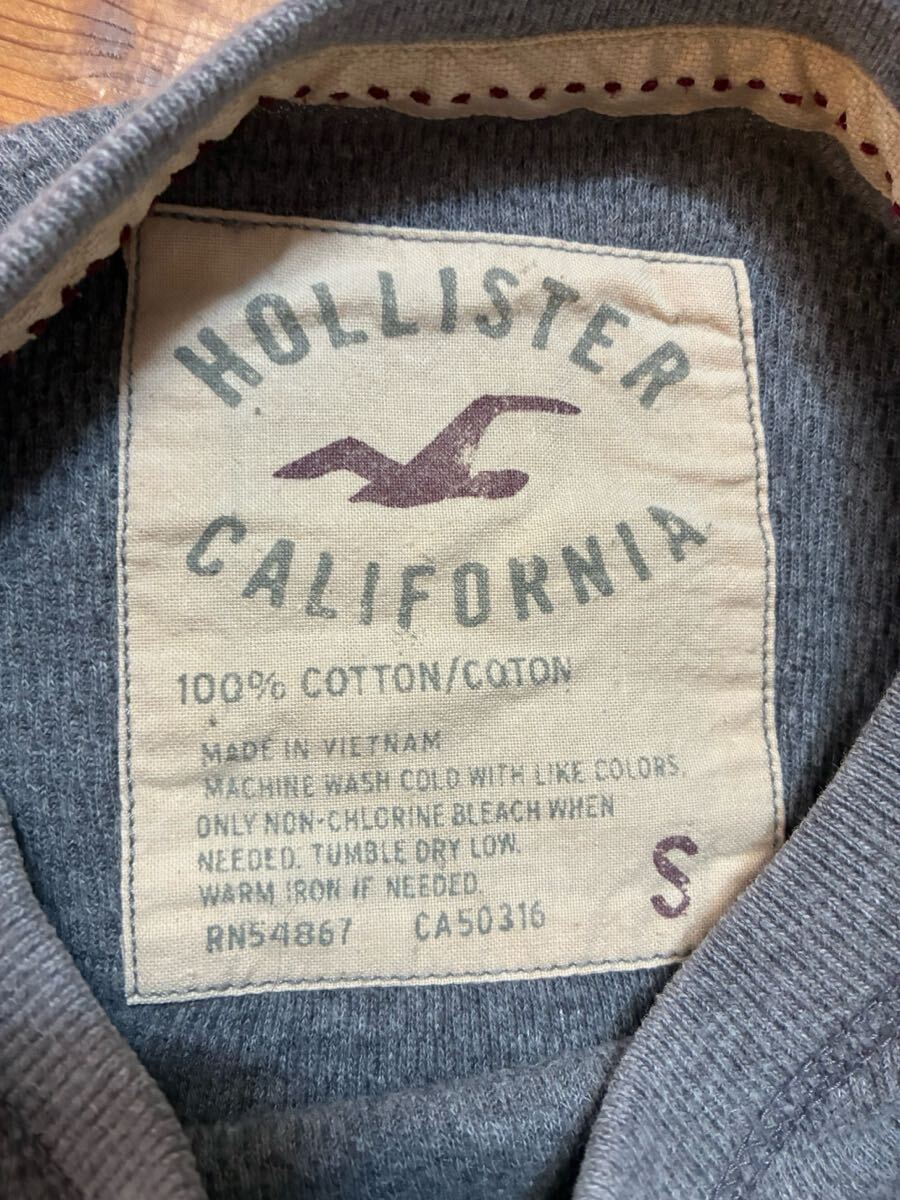 HOLLISTER
CALIFORNIA
100% COTTON/COTON
MADE IN VIETNAM
MACHINE WASH COLD WITH LIKE COLORS.
ONLY NON-CHLORINE BLEACH WHEN
NEEDED. TUMBLE DRY LOW.
WARM IRON IF NEEDED.
RN54867 CA50316
S